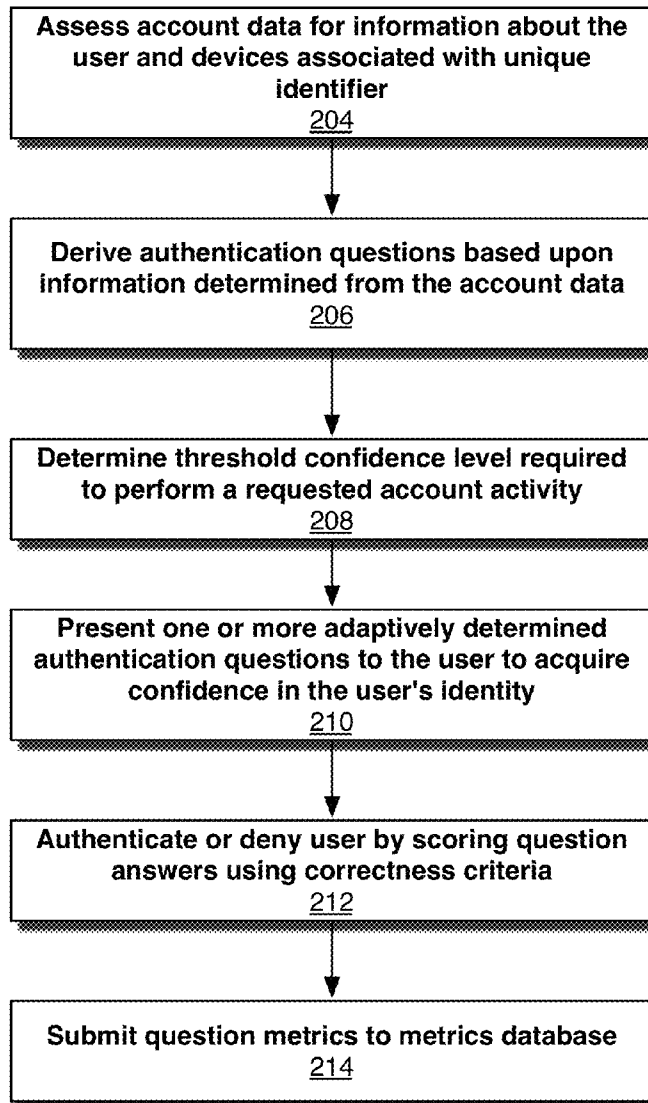 Assess account data for information about the
user and devices associated with unique
identifier
204
Derive authentication questions based upon
information determined from the account data
206
Determine threshold confidence level required
to perform a requested account activity
208
Present one or more adaptively determined
authentication questions to the user to acquire
confidence in the user's identity
210
Authenticate or deny user by scoring question
answers using correctness criteria
212
Submit question metrics to metrics database
214